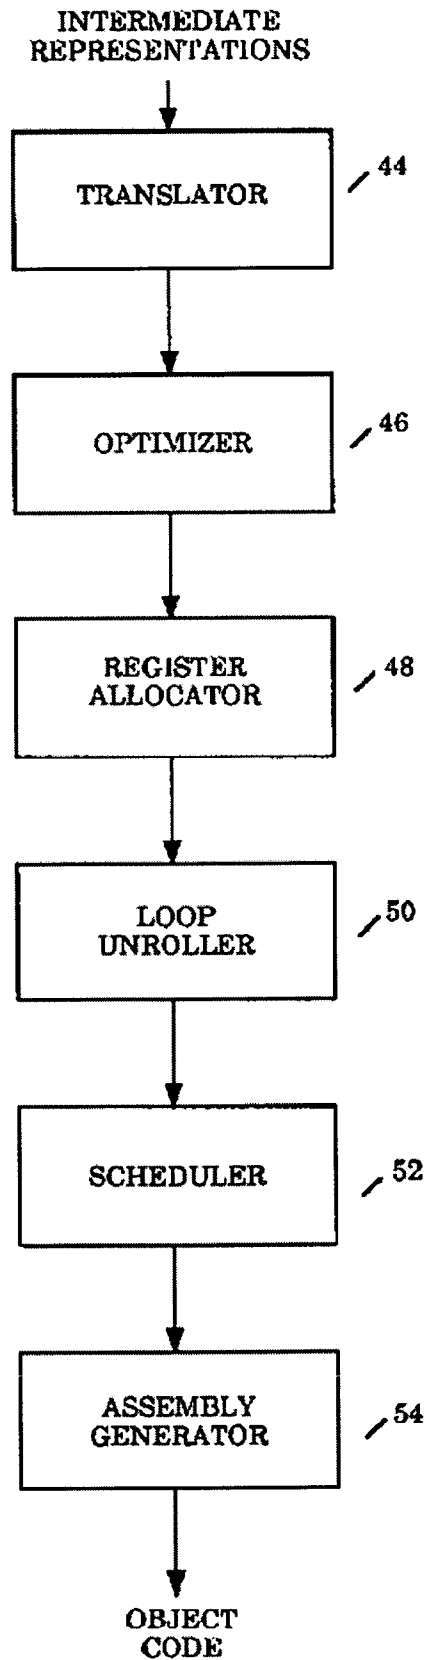 INTERMEDIATE
REPRESENTATIONS
TRANSLATOR
44
OPTIMIZER
46
REGISTER
ALLOCATOR
48
LOOP
UNROLLER
50
SCHEDULER
52
ASSEMBLY
GENERATOR
54
OBJECT
CODE